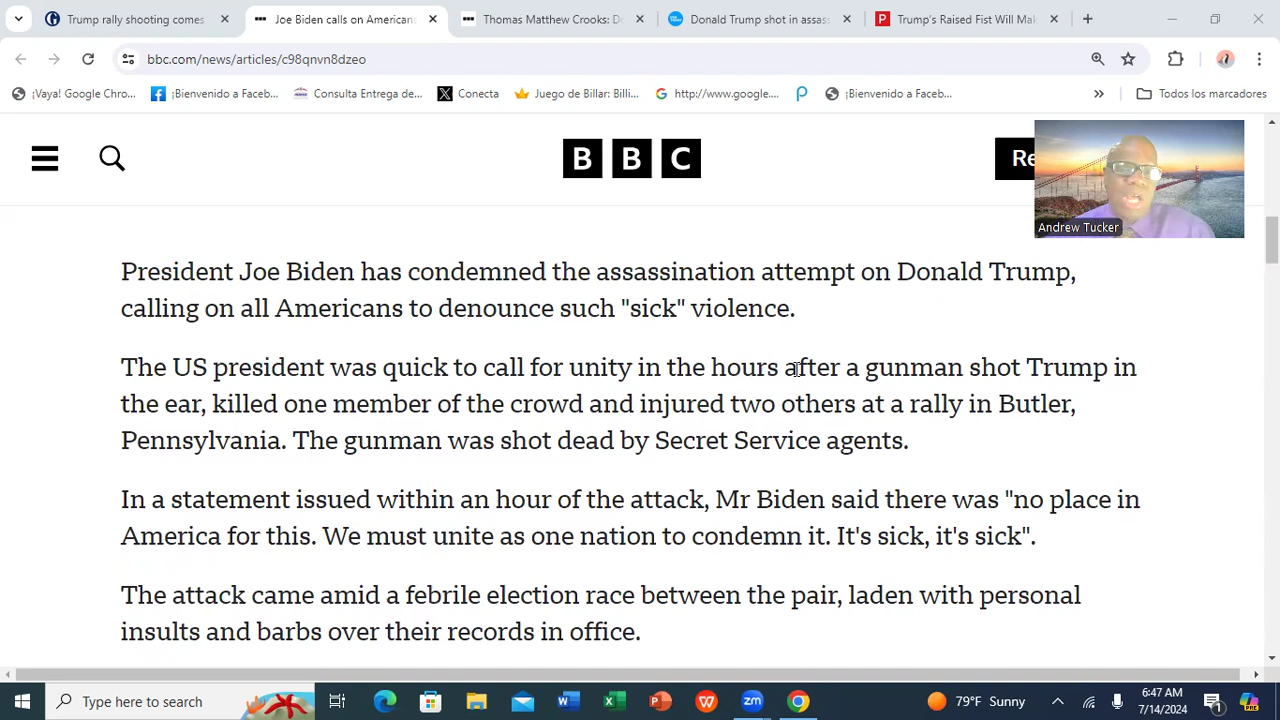 Trump rally shooting comes
Joe Biden calls on American
Thomas Matthew Crooks: Do
Donald Trump shot in assass
Trump's Raised Fist Will Mak
bbc.com/news/articles/c98qnvn8dzeo
¡Vaya! Google Chro...
¡Bienvenido a Faceb...
Consulta Entrega de...
Conecta
Juego de Billar: Billi...
http://www.google....
¡Bienvenido a Faceb...
»
Todos los marcadores
BBC
Re
Andrew Tucker
President Joe Biden has condemned the assassination attempt on Donald Trump,
calling on all Americans to denounce such "sick" violence.
The US president was quick to call for unity in the hours after a gunman shot Trump in
the ear, killed one member of the crowd and injured two others at a rally in Butler,
Pennsylvania. The gunman was shot dead by Secret Service agents.
In a statement issued within an hour of the attack, Mr Biden said there was "no place in
America for this. We must unite as one nation to condemn it. It's sick, it's sick".
The attack came amid a febrile election race between the pair, laden with personal
insults and barbs over their records in office.
Type here to search
79°F Sunny
6:47 AM
7/14/2024